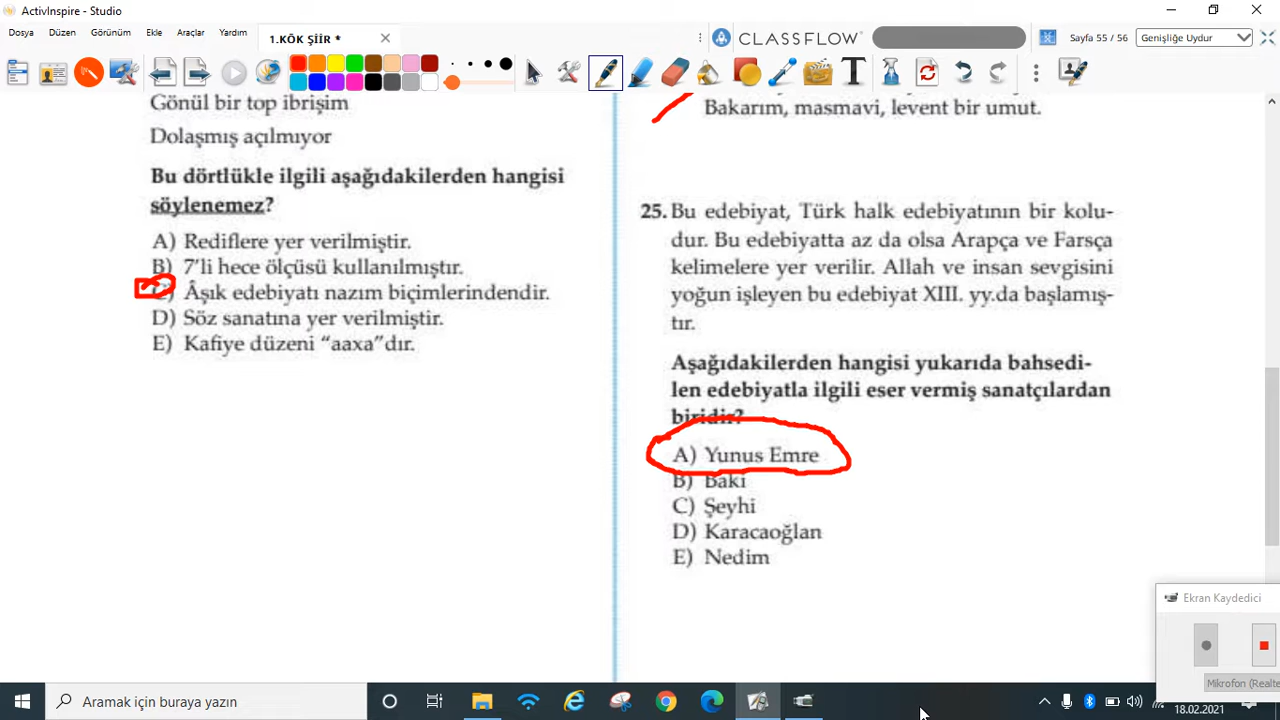 ActivInspire - Studio
Dosya Düzen Görünüm Ekle Araçlar Yardım
1.KÖK ŞİİR *
CLASSFLOW
Sayfa 55 / 56
Genişliğe Uydur
Gönül bir top ibrişim
Dolaşmış açılmıyor
Bu dörtlükle ilgili aşağıdakilerden hangisi
söylenemez?
A) Rediflere yer verilmiştir.
B) 7'li hece ölçüsü kullanılmıştır.
C) Âşık edebiyatı nazım biçimlerindendir.
D) Söz sanatına yer verilmiştir.
E) Kafiye düzeni “aaxa”dır.
Bakarım, masmavi, levent bir umut.
25. Bu edebiyat, Türk halk edebiyatının bir kolu-
dur. Bu edebiyatta az da olsa Arapça ve Farsça
kelimelere yer verilir. Allah ve insan sevgisini
yoğun işleyen bu edebiyat XIII. yy.da başlamış-
tır.
Aşağıdakilerden hangisi yukarıda bahsedi-
len edebiyatla ilgili eser vermiş sanatçılardan
biridir?
A) Yunus Emre
B) Baki
C) Şeyhi
D) Karacaoğlan
E) Nedim
Ekran Kaydedici
Mikrofon (Realte
Aramak için buraya yazın
18.02.2021